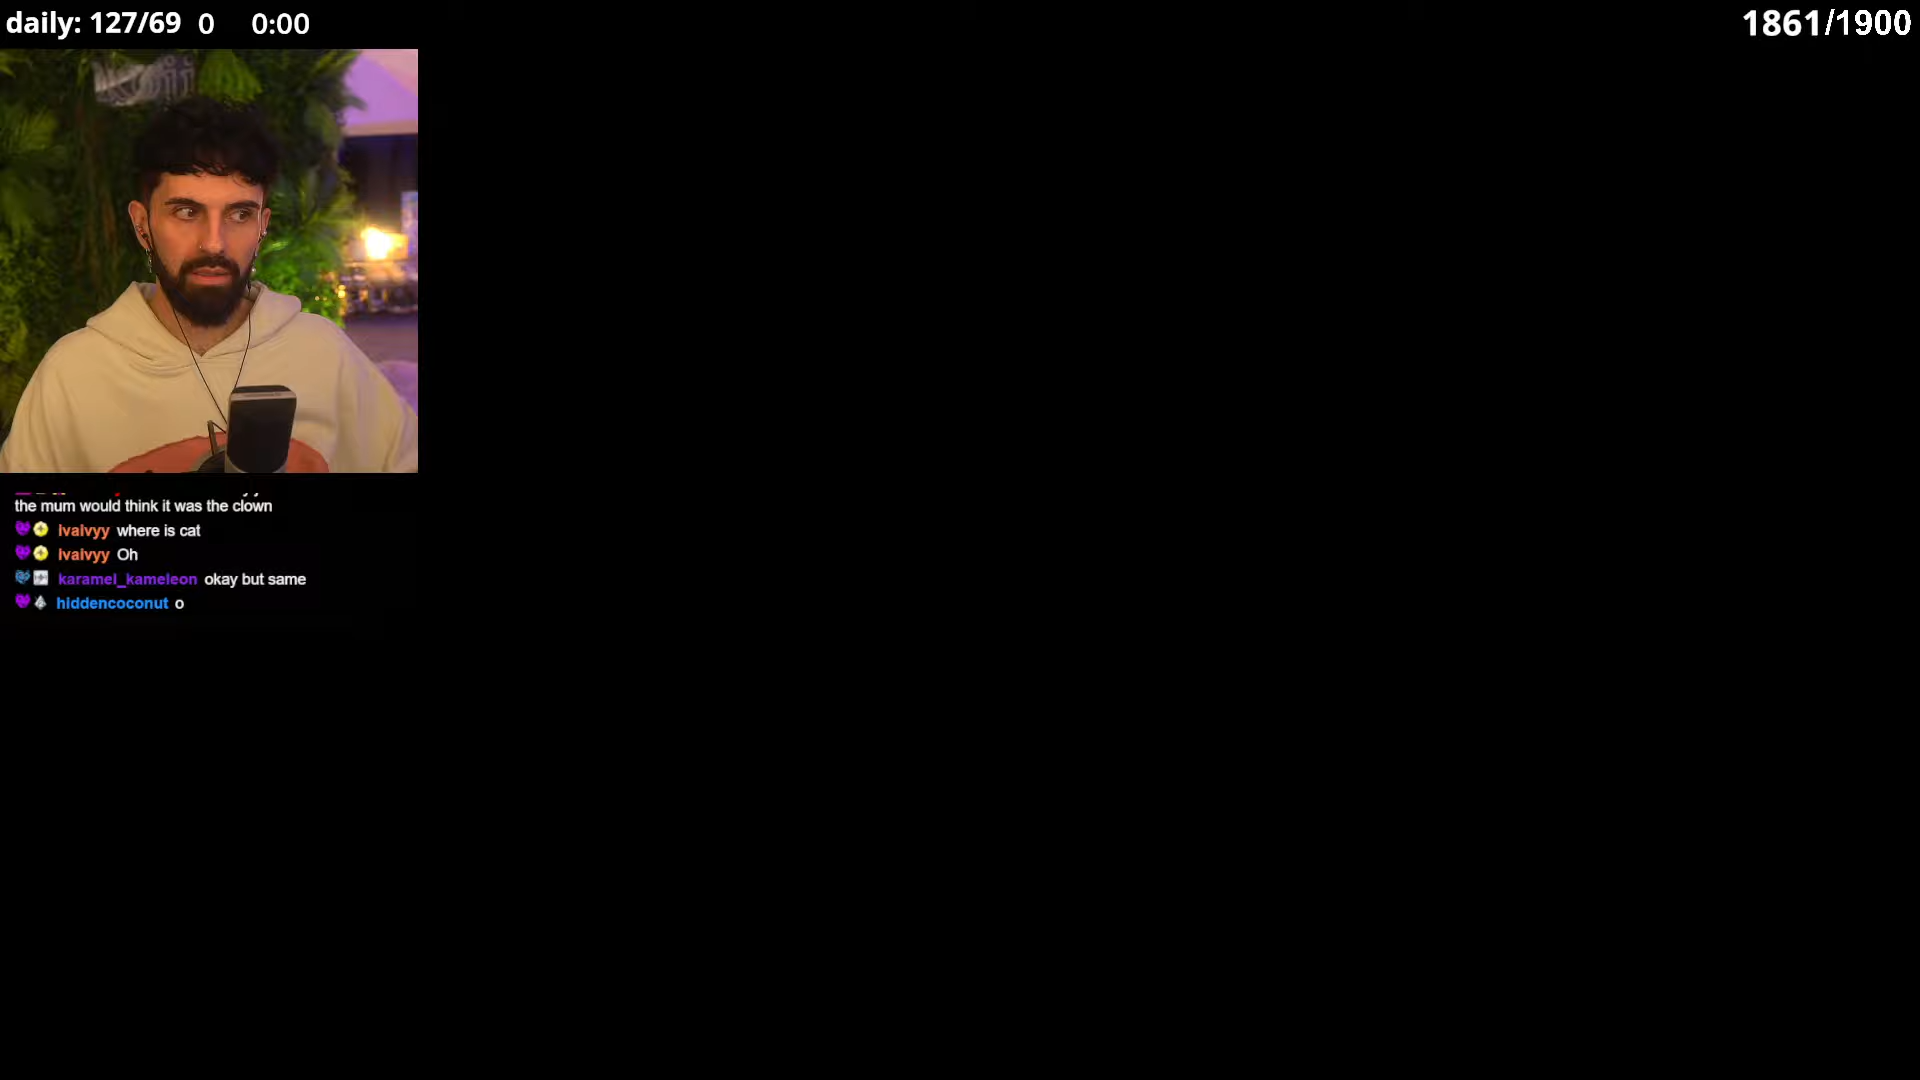 daily: 127/69 0 0:00
1861/1900
the mum would think it was the clown
lvalvyy where is cat
lvalvyy Oh
karamel_kameleon okay but same
hiddencoconut o